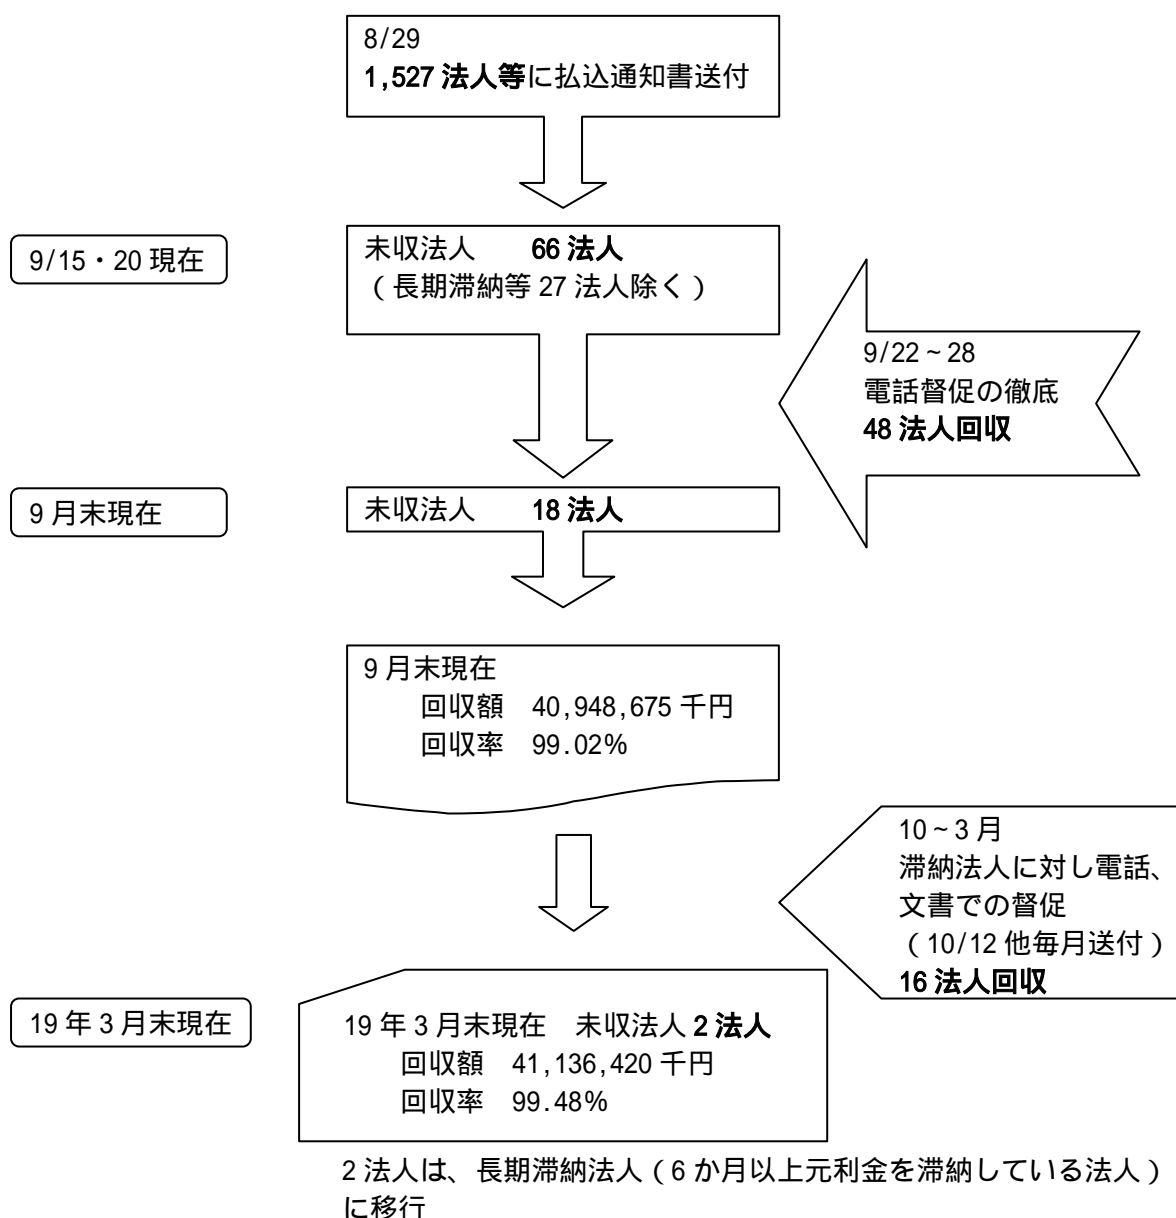 8/29
1,527 法人等に払込通知書送付
9/15・20 現在
未収法人　66 法人
（長期滞納等 27 法人除く）
9/22～28
電話督促の徹底
48 法人回収
9 月末現在
未収法人　18 法人
9 月末現在
回収額　40,948,675 千円
回収率　99.02%
10～3 月
滞納法人に対し電話、
文書での督促
（10/12 他毎月送付）
16 法人回収
19 年 3 月末現在
19 年 3 月末現在　未収法人 2 法人
回収額　41,136,420 千円
回収率　99.48%
2 法人は、長期滞納法人（6 か月以上元利金を滞納している法人）
に移行